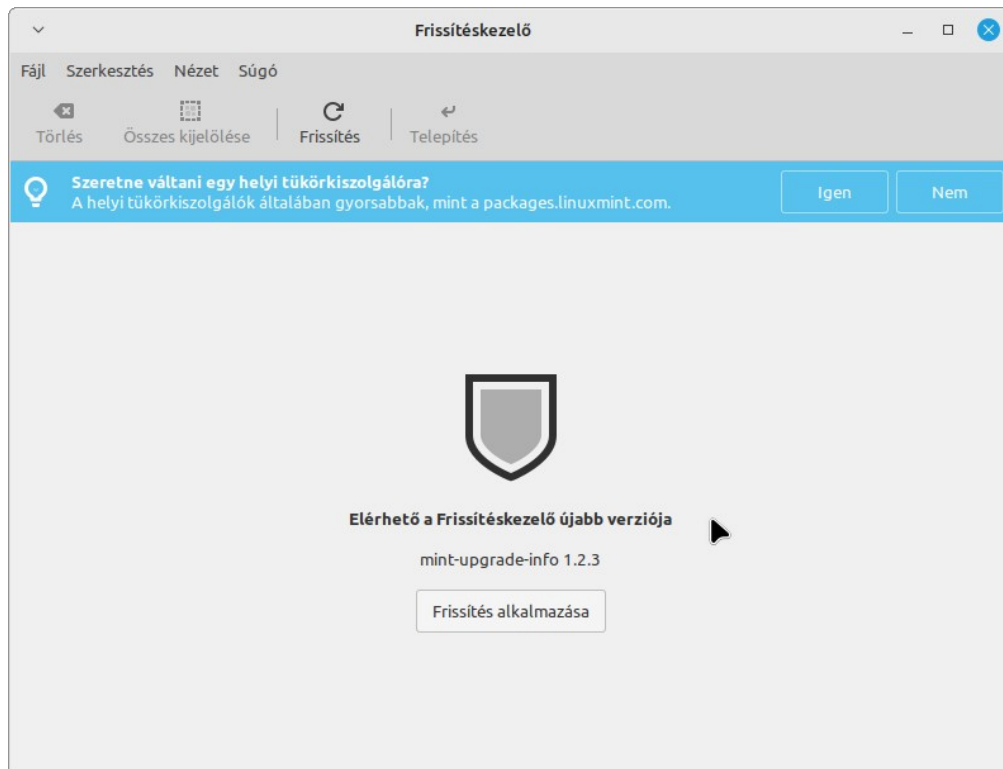 Frissítéskezelő
Fájl Szerkesztés Nézet Súgó
Törlés Összes kijelölése Frissítés Telepítés
Szeretne váltani egy helyi tükörkiszolgálóra?
A helyi tükörkiszolgálók általában gyorsabbak, mint a packages.linuxmint.com.
Igen Nem
Elérhető a Frissítéskezelő újabb verziója
mint-upgrade-info 1.2.3
Frissítés alkalmazása